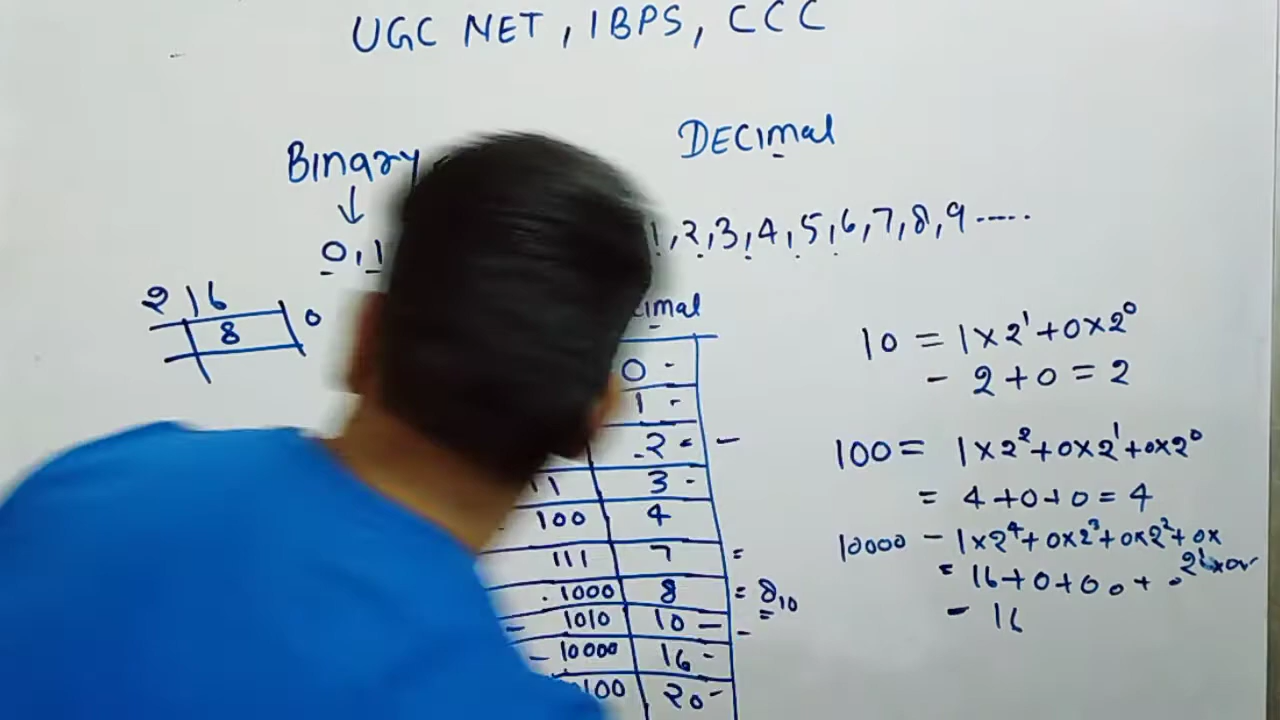 UGC NET, IBPS, CCC
Binary
DECimal
↓
0,1
1,2,3,4,5,6,7,8,9-----
2 16
8 0
0 -
1 -
-2 - -
11 3 -
100 4
111 7 =
.1000 8 = 8₁₀
- 1010 10 -
- 10000 16 -
100 20 -
10 = 1×2¹+0×2⁰
- 2+0=2
100 = 1×2²+0×2¹+0×2⁰
= 4+0+0=4
10000 - 1×2⁴+0×2³+0×2²+0×
= 16+0+0
- 16